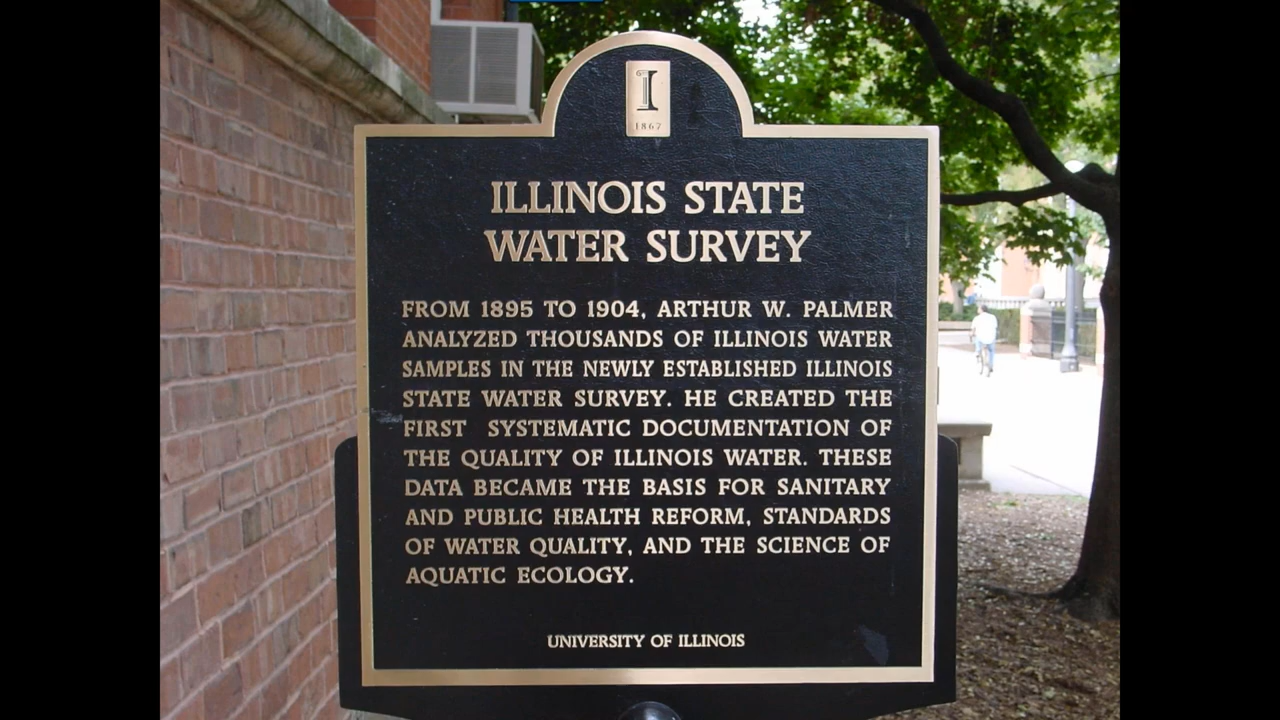 I
1867
ILLINOIS STATE
WATER SURVEY
FROM 1895 TO 1904, ARTHUR W. PALMER
ANALYZED THOUSANDS OF ILLINOIS WATER
SAMPLES IN THE NEWLY ESTABLISHED ILLINOIS
STATE WATER SURVEY. HE CREATED THE
FIRST SYSTEMATIC DOCUMENTATION OF
THE QUALITY OF ILLINOIS WATER. THESE
DATA BECAME THE BASIS FOR SANITARY
AND PUBLIC HEALTH REFORM, STANDARDS
OF WATER QUALITY, AND THE SCIENCE OF
AQUATIC ECOLOGY.
UNIVERSITY OF ILLINOIS